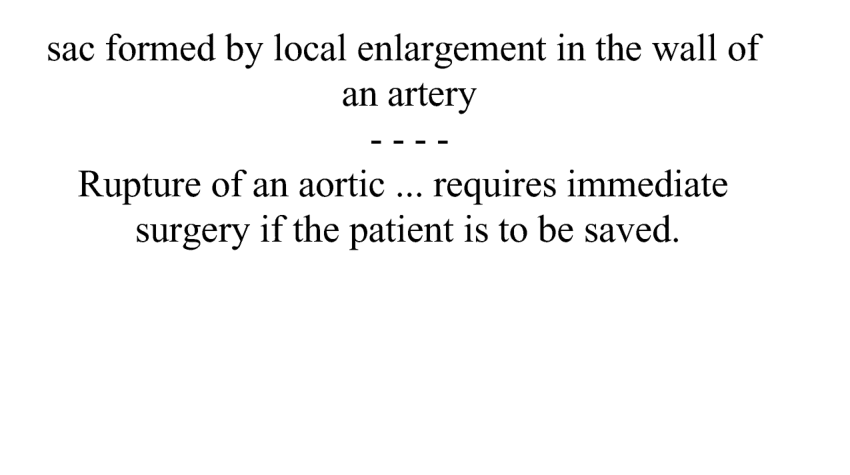 sac formed by local enlargement in the wall of
an artery
- - - -
Rupture of an aortic ... requires immediate
surgery if the patient is to be saved.